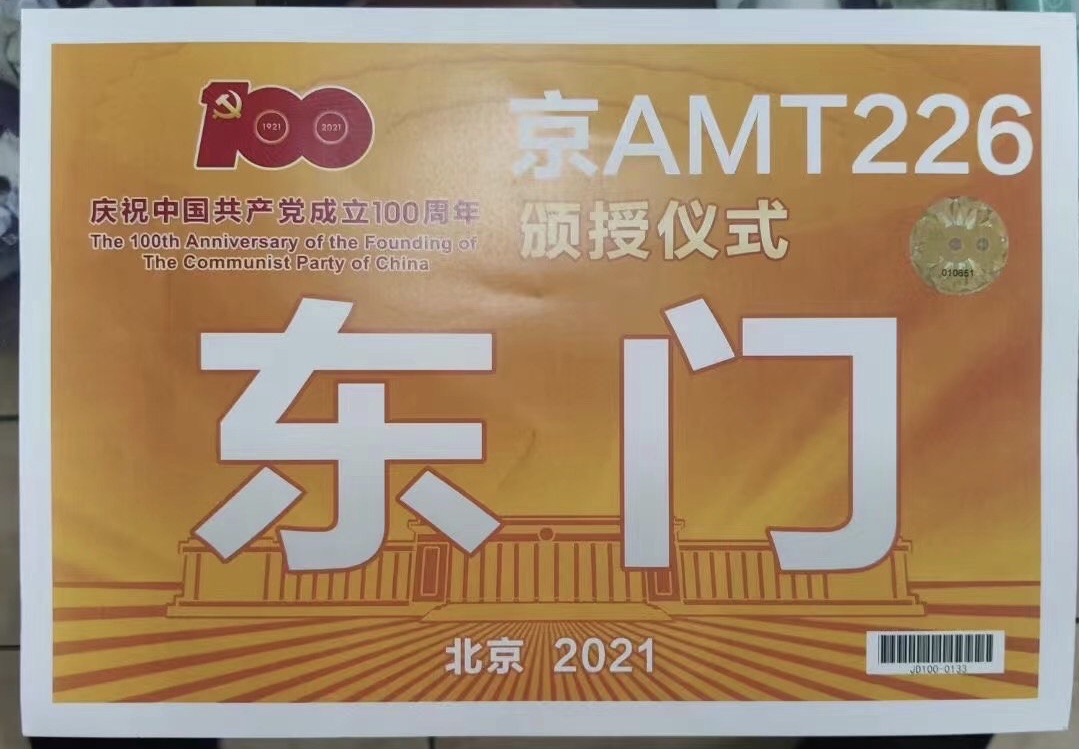 100
1921 2021
庆祝中国共产党成立100周年
The 100th Anniversary of the Founding of
The Communist Party of China
京AMT226
颁授仪式
010651
东门
北京 2021
JD100-0133